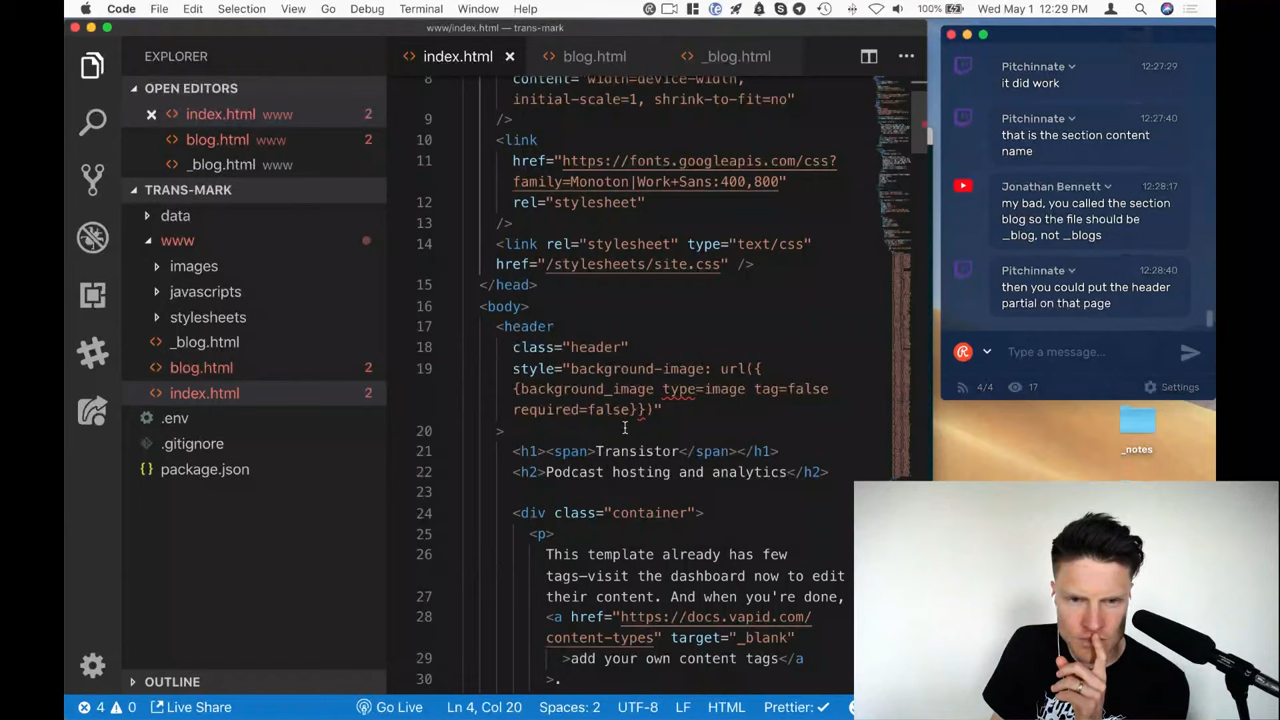 Code File Edit Selection View Go Debug Terminal Window Help 100% Wed May 1 12:29 PM
www/index.html — trans-mark
EXPLORER
OPEN EDITORS
index.html www 2
blog.html www 2
_blog.html www
TRANS-MARK
data
www
images
javascripts
stylesheets
_blog.html
blog.html 2
index.html 2
.env
.gitignore
package.json
OUTLINE
index.html
blog.html
_blog.html
8 content="width=device-width,
initial-scale=1, shrink-to-fit=no"
9 />
10 <link
11 href="https://fonts.googleapis.com/css?
family=Monoton|Work+Sans:400,800"
12 rel="stylesheet"
13 />
14 <link rel="stylesheet" type="text/css"
href="/stylesheets/site.css" />
15 </head>
16 <body>
17 <header
18 class="header"
19 style="background-image: url({
{background_image type=image tag=false
required=false}})"
20 >
21 <h1><span>Transistor</span></h1>
22 <h2>Podcast hosting and analytics</h2>
23
24 <div class="container">
25 <p>
26 This template already has few
tags—visit the dashboard now to edit
27 their content. And when you're done,
28 <a href="https://docs.vapid.com/
content-types" target="_blank"
29 >add your own content tags</a
30 >.
4 0 Live Share Go Live Ln 4, Col 20 Spaces: 2 UTF-8 LF HTML Prettier: ✓
Pitchinnate 12:27:29
it did work
Pitchinnate 12:27:40
that is the section content
name
Jonathan Bennett 12:28:17
my bad, you called the section
blog so the file should be
_blog, not _blogs
Pitchinnate 12:28:40
then you could put the header
partial on that page
Type a message...
4/4 17 Settings
_notes